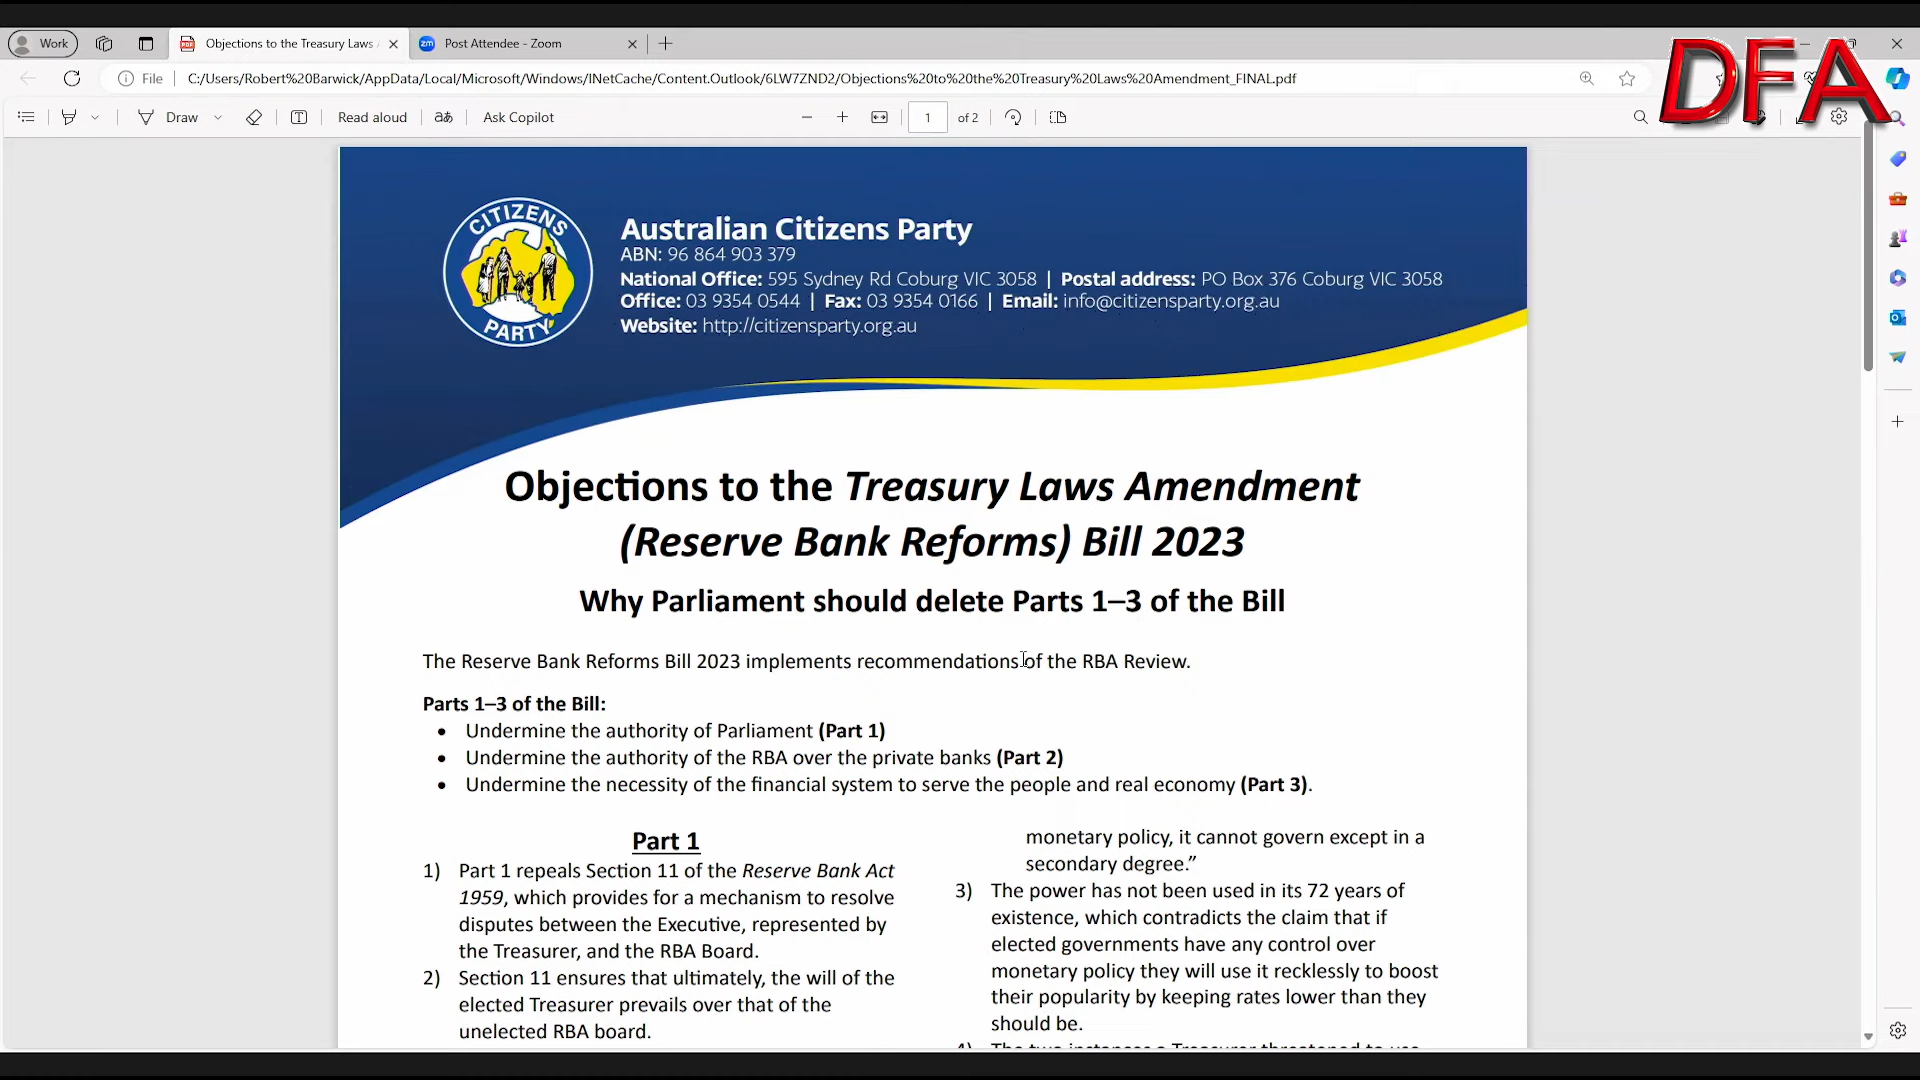 Work
Objections to the Treasury Laws
Post Attendee - Zoom
File
C:/Users/Robert%20Barwick/AppData/Local/Microsoft/Windows/INetCache/Content.Outlook/6LW7ZND2/Objections%20to%20the%20Treasury%20Laws%20Amendment_FINAL.pdf
DFA
Draw
Read aloud
Ask Copilot
1
of 2
CITIZENS
PARTY
Australian Citizens Party
ABN: 96 864 903 379
National Office: 595 Sydney Rd Coburg VIC 3058 | Postal address: PO Box 376 Coburg VIC 3058
Office: 03 9354 0544 | Fax: 03 9354 0166 | Email: info@citizensparty.org.au
Website: http://citizensparty.org.au
Objections to the Treasury Laws Amendment
(Reserve Bank Reforms) Bill 2023
Why Parliament should delete Parts 1–3 of the Bill
The Reserve Bank Reforms Bill 2023 implements recommendations of the RBA Review.
Parts 1–3 of the Bill:
• Undermine the authority of Parliament (Part 1)
• Undermine the authority of the RBA over the private banks (Part 2)
• Undermine the necessity of the financial system to serve the people and real economy (Part 3).
Part 1
1) Part 1 repeals Section 11 of the Reserve Bank Act
1959, which provides for a mechanism to resolve
disputes between the Executive, represented by
the Treasurer, and the RBA Board.
2) Section 11 ensures that ultimately, the will of the
elected Treasurer prevails over that of the
unelected RBA board.
monetary policy, it cannot govern except in a
secondary degree.”
3) The power has not been used in its 72 years of
existence, which contradicts the claim that if
elected governments have any control over
monetary policy they will use it recklessly to boost
their popularity by keeping rates lower than they
should be.